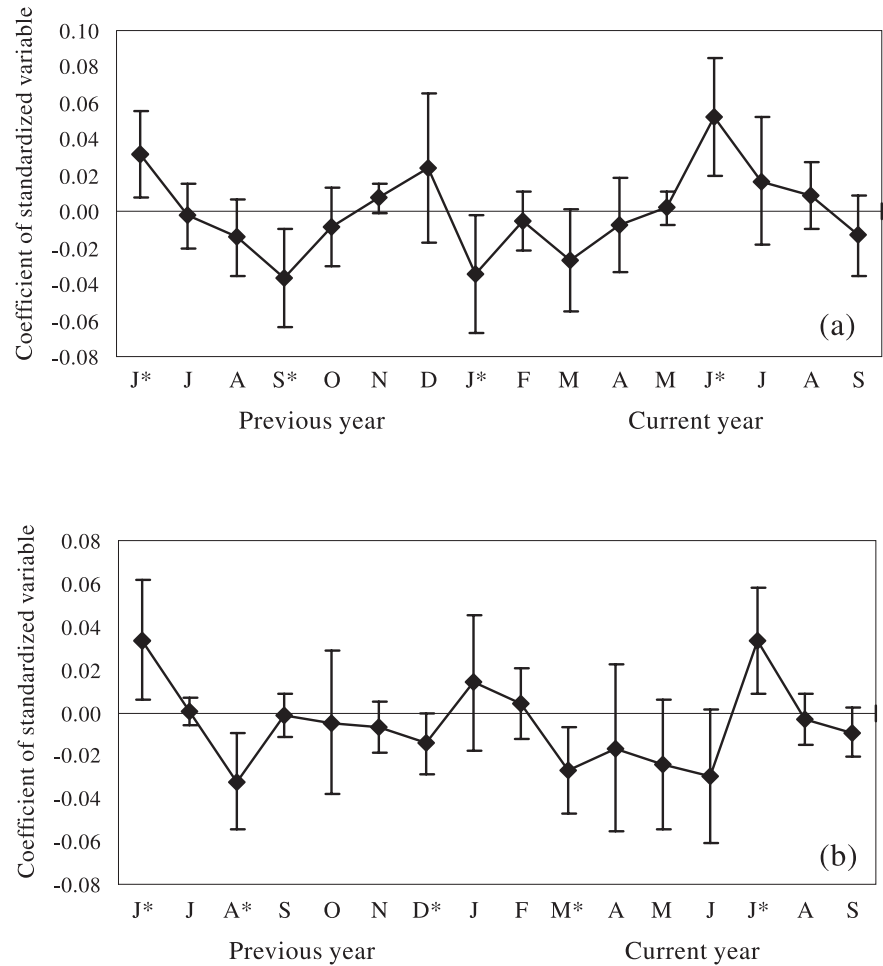 Coefficient of standardized variable
0.10
0.08
0.06
0.04
0.02
0.00
-0.02
-0.04
-0.06
-0.08
(a)
J* J A S* O N D J* F M A M J* J A S
Previous year Current year
Coefficient of standardized variable
0.08
0.06
0.04
0.02
0.00
-0.02
-0.04
-0.06
-0.08
(b)
J* J A* S O N D* J F M* A M J J* A S
Previous year Current year